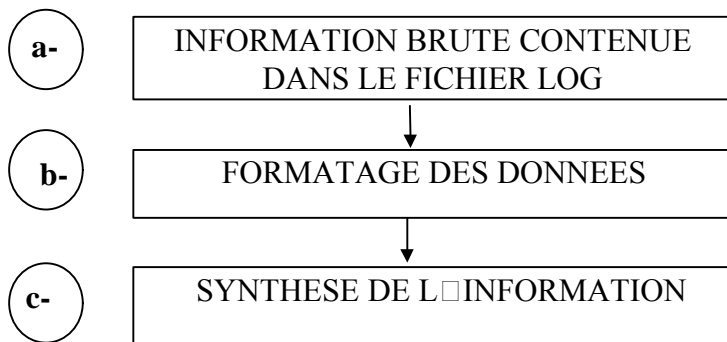 a-
INFORMATION BRUTE CONTENUE
DANS LE FICHIER LOG
b-
FORMATAGE DES DONNEES
c-
SYNTHESE DE L□INFORMATION